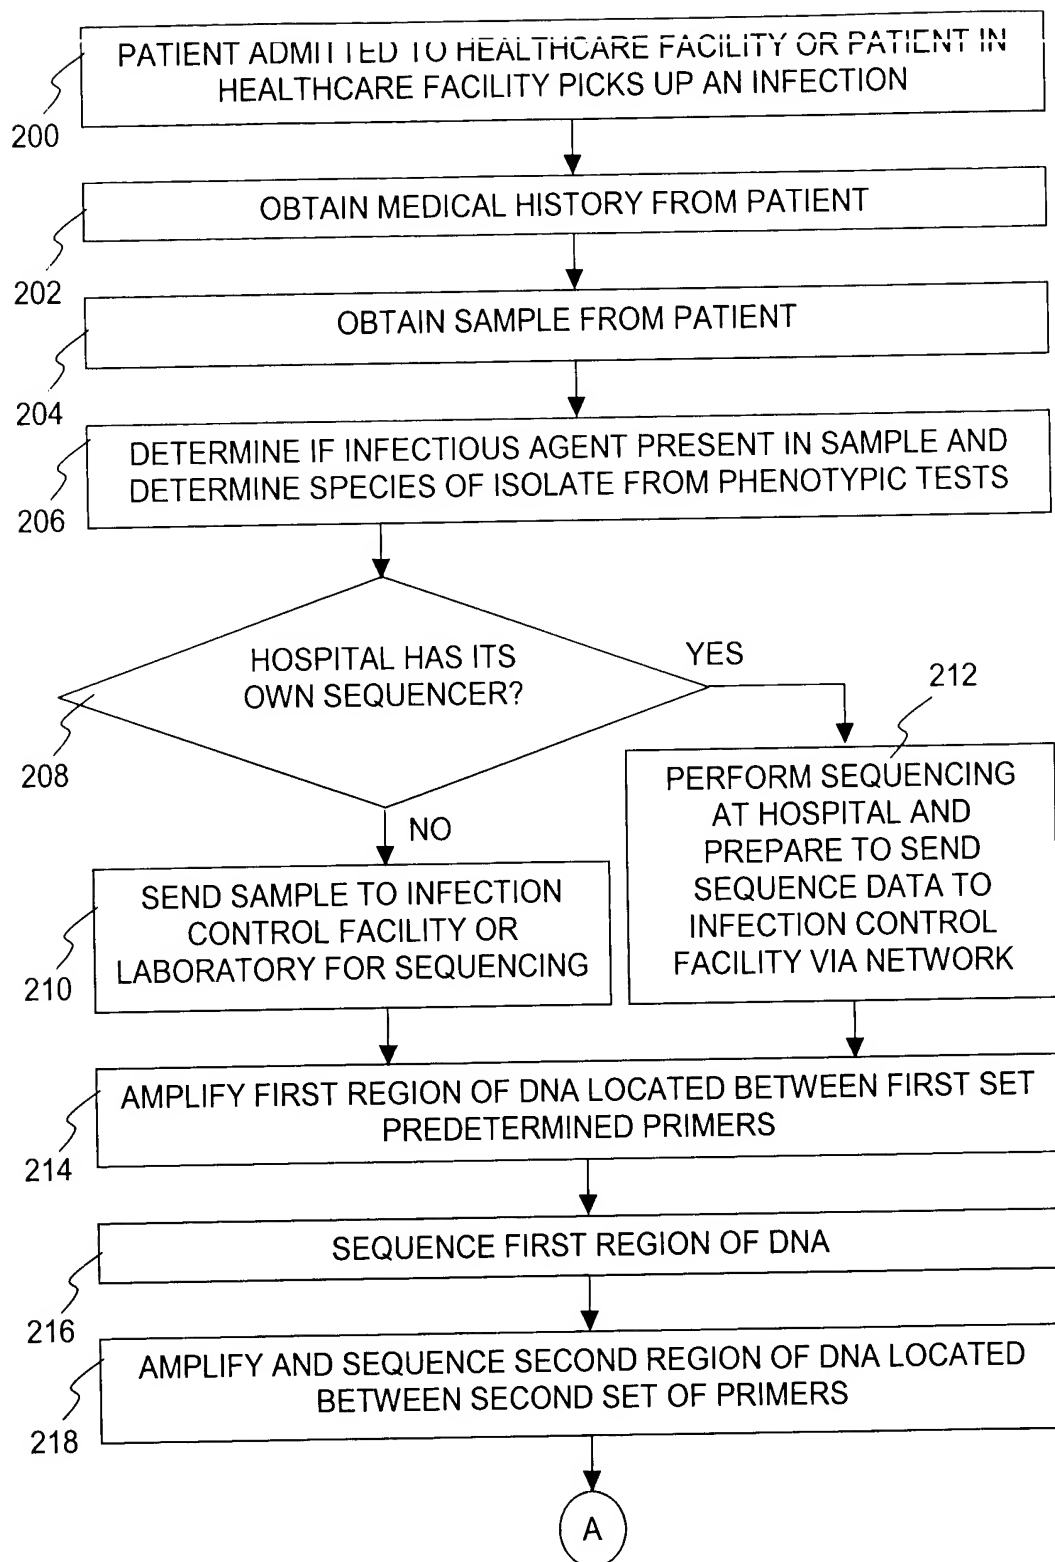 PATIENT ADMITTED TO HEALTHCARE FACILITY OR PATIENT IN
HEALTHCARE FACILITY PICKS UP AN INFECTION
200
OBTAIN MEDICAL HISTORY FROM PATIENT
202
OBTAIN SAMPLE FROM PATIENT
204
DETERMINE IF INFECTIOUS AGENT PRESENT IN SAMPLE AND
DETERMINE SPECIES OF ISOLATE FROM PHENOTYPIC TESTS
206
HOSPITAL HAS ITS
OWN SEQUENCER?
208
YES
NO
212
PERFORM SEQUENCING
AT HOSPITAL AND
PREPARE TO SEND
SEQUENCE DATA TO
INFECTION CONTROL
FACILITY VIA NETWORK
SEND SAMPLE TO INFECTION
CONTROL FACILITY OR
LABORATORY FOR SEQUENCING
210
AMPLIFY FIRST REGION OF DNA LOCATED BETWEEN FIRST SET
PREDETERMINED PRIMERS
214
SEQUENCE FIRST REGION OF DNA
216
AMPLIFY AND SEQUENCE SECOND REGION OF DNA LOCATED
BETWEEN SECOND SET OF PRIMERS
218
A